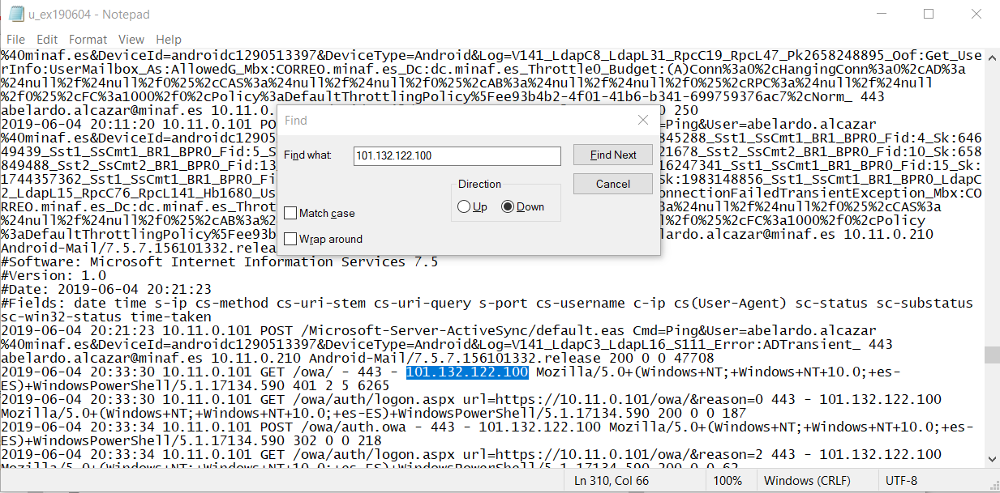 u_ex190604 - Notepad
File Edit Format View Help
%40minaf.es&DeviceId=androidc1290513397&DeviceType=Android&Log=V141_LdapC8_LdapL31_RpcC19_RpcL47_Pk2658248895_Oof:Get_Use
rInfo:UserMailbox_As:AllowedG_Mbx:CORREO.minaf.es_Dc:dc.minaf.es_Throttle0_Budget:(A)Conn%3a0%2cHangingConn%3a0%2cAD%3a
%24null%2f%24null%2f0%25%2cCAS%3a%24null%2f%24null%2f0%25%2cAB%3a%24null%2f%24null%2f0%25%2cRPC%3a%24null%2f%24null
%2f0%25%2cFC%3a1000%2f0%2cPolicy%3aDefaultThrottlingPolicy%5Fee93b4b2-4f01-41b6-b341-699759376ac7%2cNorm_ 443
abelardo.alcazar@minaf.es 10.11.0. 0 250
2019-06-04 20:11:20 10.11.0.101 PO =Ping&User=abelardo.alcazar
%40minaf.es&DeviceId=androidc12905 845288_Sst1_SsCmt1_BR1_BPR0_Fid:4_Sk:646
49439_Sst1_SsCmt1_BR1_BPR0_Fid:5_S 21678_Sst2_SsCmt1_BR1_BPR0_Fid:10_Sk:658
849488_Sst2_SsCmt2_BR1_BPR0_Fid:13 16247341_Sst1_SsCmt1_BR1_BPR0_Fid:15_Sk:
1744357362_Sst1_SsCmt1_BR1_BPR0_Fi Sk:1983148856_Sst1_SsCmt1_BR1_BPR0_LdapC
2_LdapL15_RpcC76_RpcL141_Hb1680_Us onnectionFailedTransientException_Mbx:CO
RREO.minaf.es_Dc:dc.minaf.es_Throt 3a%24null%2f%24null%2f0%25%2cCAS%3a
%24null%2f%24null%2f0%25%2cAB%3a%2 ll%2f0%25%2cFC%3a1000%2f0%2cPolicy
%3aDefaultThrottlingPolicy%5Fee93b lardo.alcazar@minaf.es 10.11.0.210
Android-Mail/7.5.7.156101332.relea
Find
Find what:
101.132.122.100
Find Next
Cancel
Direction
Up
Down
Match case
Wrap around
#Software: Microsoft Internet Information Services 7.5
#Version: 1.0
#Date: 2019-06-04 20:21:23
#Fields: date time s-ip cs-method cs-uri-stem cs-uri-query s-port cs-username c-ip cs(User-Agent) sc-status sc-substatus
sc-win32-status time-taken
2019-06-04 20:21:23 10.11.0.101 POST /Microsoft-Server-ActiveSync/default.eas Cmd=Ping&User=abelardo.alcazar
%40minaf.es&DeviceId=androidc1290513397&DeviceType=Android&Log=V141_LdapC3_LdapL16_S111_Error:ADTransient_ 443
abelardo.alcazar@minaf.es 10.11.0.210 Android-Mail/7.5.7.156101332.release 200 0 0 47708
2019-06-04 20:33:30 10.11.0.101 GET /owa/ - 443 - 101.132.122.100 Mozilla/5.0+(Windows+NT;+Windows+NT+10.0;+es-
ES)+WindowsPowerShell/5.1.17134.590 401 2 5 6265
2019-06-04 20:33:30 10.11.0.101 GET /owa/auth/logon.aspx url=https://10.11.0.101/owa/&reason=0 443 - 101.132.122.100
Mozilla/5.0+(Windows+NT;+Windows+NT+10.0;+es-ES)+WindowsPowerShell/5.1.17134.590 200 0 0 187
2019-06-04 20:33:34 10.11.0.101 POST /owa/auth.owa - 443 - 101.132.122.100 Mozilla/5.0+(Windows+NT;+Windows+NT+10.0;+es-
ES)+WindowsPowerShell/5.1.17134.590 302 0 0 218
2019-06-04 20:33:34 10.11.0.101 GET /owa/auth/logon.aspx url=https://10.11.0.101/owa/&reason=2 443 - 101.132.122.100
Mozilla/5.0+(Windows+NT;+Windows+NT+10.0;+es-ES)+WindowsPowerShell/5.1.17134.590 200 0 0 62
Ln 310, Col 66 100% Windows (CRLF) UTF-8